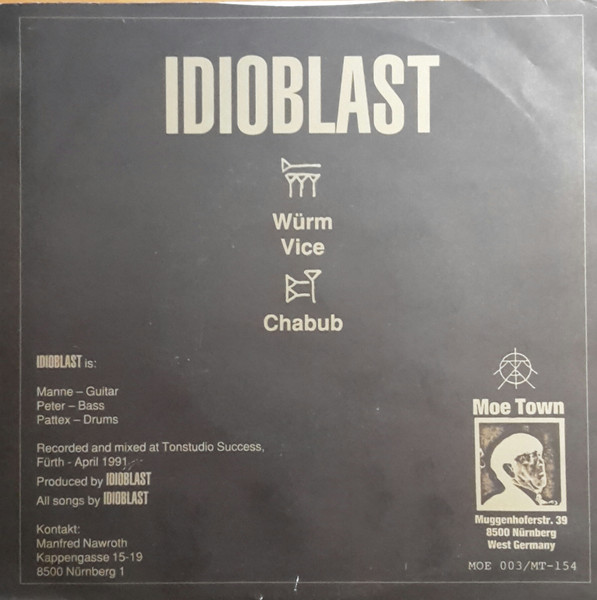 IDIOBLAST
Würm
Vice
Chabub
IDIOBLAST is:
Manne – Guitar
Peter – Bass
Pattex – Drums
Recorded and mixed at Tonstudio Success,
Fürth - April 1991
Produced by IDIOBLAST
All songs by IDIOBLAST
Kontakt:
Manfred Nawroth
Kappengasse 15-19
8500 Nürnberg 1
Moe Town
Muggenhoferstr. 39
8500 Nürnberg
West Germany
MOE 003/MT-154